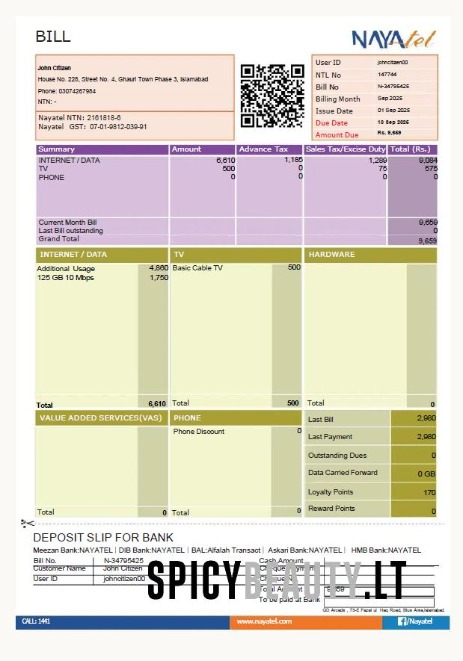 BILL
NAYAtel
John Citizen
House No. 225, Street No. 4, Ghauri Town Phase 3, Islamabad
Phone: 03074267984
NTN: -
Nayatel NTN: 2161816-6
Nayatel GST: 07-01-9812-039-91
User ID johncitizen00
NTL No 147744
Bill No N-34795425
Billing Month Sep 2025
Issue Date 01 Sep 2025
Due Date 10 Sep 2025
Amount Due Rs. 9,659
Summary Amount Advance Tax Sales Tax/Excise Duty Total (Rs.)
INTERNET / DATA 6,610 1,185 1,289 9,084
TV 500 0 75 575
PHONE 0 0 0 0
Current Month Bill 9,659
Last Bill outstanding 0
Grand Total 9,659
INTERNET / DATA TV HARDWARE
Additional Usage 4,860 Basic Cable TV 500
125 GB 10 Mbps 1,750
Total 6,610 Total 500 Total 0
VALUE ADDED SERVICES(VAS) PHONE
Phone Discount 0
Total 0 Total 0
Last Bill 2,980
Last Payment 2,980
Outstanding Dues 0
Data Carried Forward 0 GB
Loyalty Points 170
Reward Points 0
DEPOSIT SLIP FOR BANK
Meezan Bank:NAYATEL | DIB Bank:NAYATEL | BAL:Alfalah Transact | Askari Bank:NAYATEL | HMB Bank:NAYATEL
Bill No. N-34795425 Cash Amount
Customer Name John Citizen
User ID johncitizen00
Total Amount 9,659
To be paid at Bank
SPICYBEAUTY.LT
CALL: 1441 www.nayatel.com /Nayatel